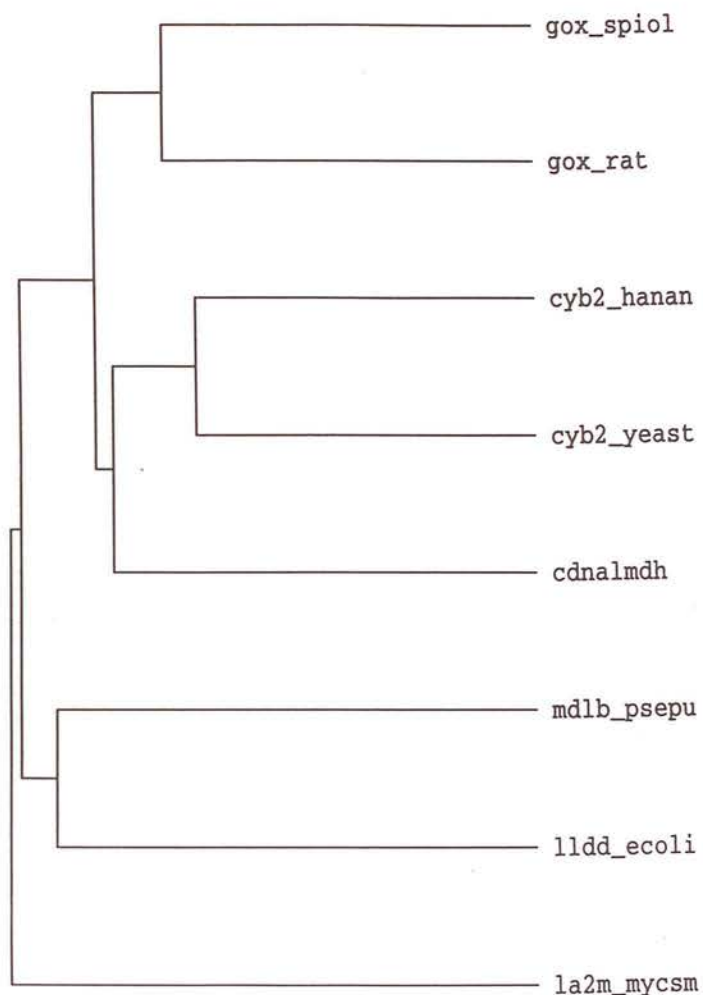 gox_spiol
gox_rat
cyb2_hanan
cyb2_yeast
cdnalmdh
mdlb_psepu
lldd_ecoli
la2m_mycsm